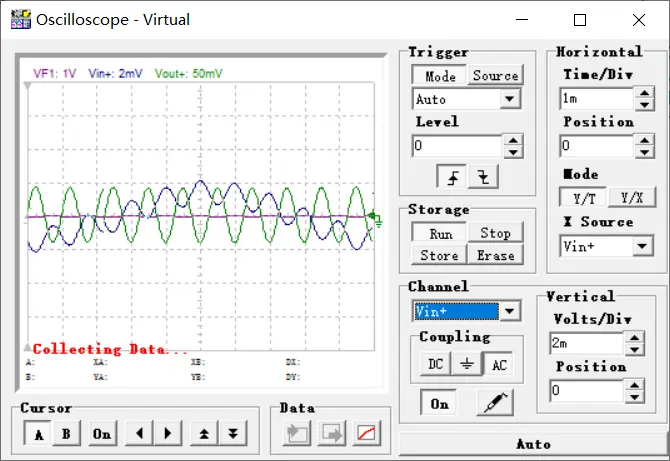 Oscilloscope - Virtual
VF1: 1V Vin+: 2mV Vout+: 50mV
Collecting Data...
A: XA: XB: DX:
B: YA: YB: DY:
Cursor
A B On
Data
Trigger
Mode Source
Auto
Level
0
Storage
Run Stop
Store Erase
Channel
Vin+
Coupling
DC AC
On
Horizontal
Time/Div
1m
Position
0
Mode
Y/T Y/X
X Source
Vin+
Vertical
Volts/Div
2m
Position
0
Auto